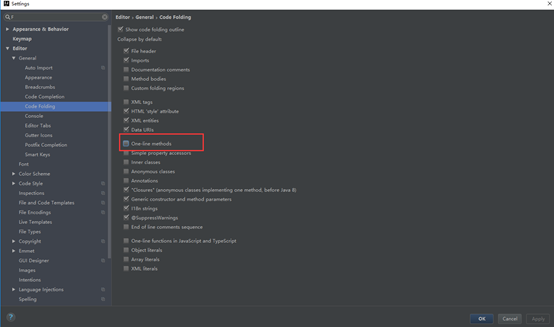 Settings
Editor › General › Code Folding
Appearance & Behavior
Keymap
Editor
General
Auto Import
Appearance
Breadcrumbs
Code Completion
Code Folding
Console
Editor Tabs
Gutter Icons
Postfix Completion
Smart Keys
Font
Color Scheme
Code Style
Inspections
File and Code Templates
File Encodings
Live Templates
File Types
Copyright
Emmet
GUI Designer
Images
Intentions
Language Injections
Spelling
Show code folding outline
Collapse by default:
File header
Imports
Documentation comments
Method bodies
Custom folding regions
XML tags
HTML 'style' attribute
XML entities
Data URIs
One-line methods
Simple property accessors
Inner classes
Anonymous classes
Annotations
"Closures" (anonymous classes implementing one method, before Java 8)
Generic constructor and method parameters
I18n strings
@SuppressWarnings
End of line comments sequence
One-line functions in JavaScript and TypeScript
Object literals
Array literals
XML literals
?
OK
Cancel
Apply